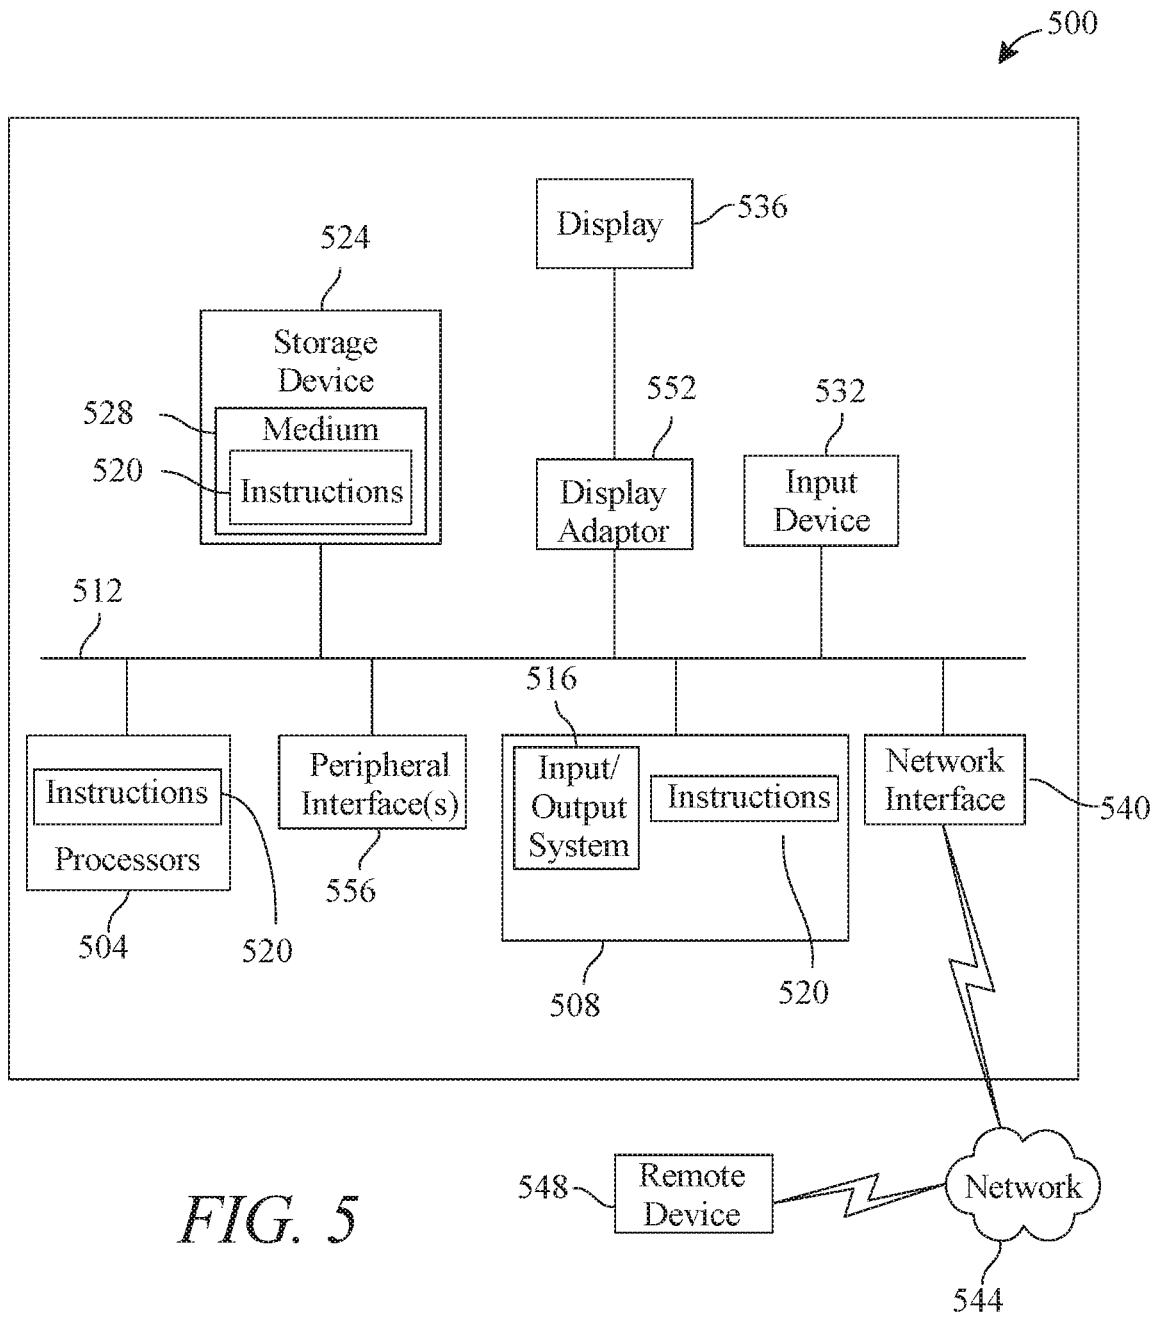 500
Display
536
524
Storage
Device
528
Medium
520
Instructions
552
Display
Adaptor
532
Input
Device
512
516
Instructions
Processors
504
520
Peripheral
Interface(s)
556
Input/
Output
System
Instructions
508
520
Network
Interface
540
548
Remote
Device
Network
544
FIG. 5